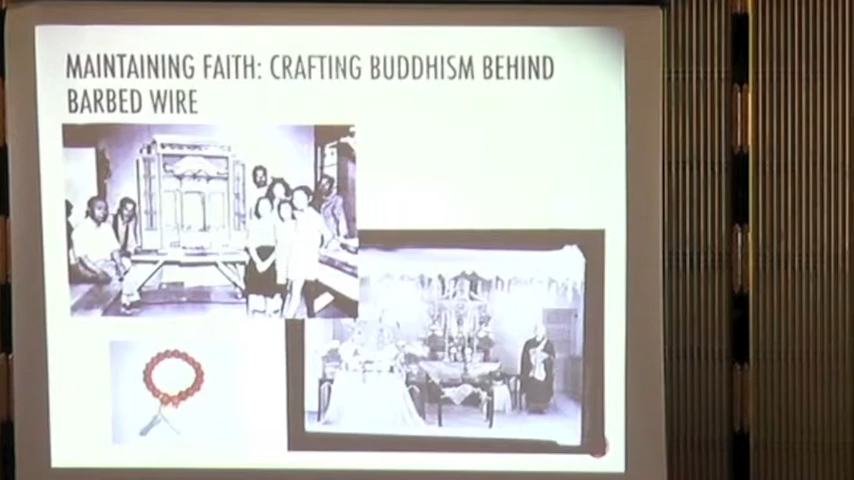 MAINTAINING FAITH: CRAFTING BUDDHISM BEHIND
BARBED WIRE